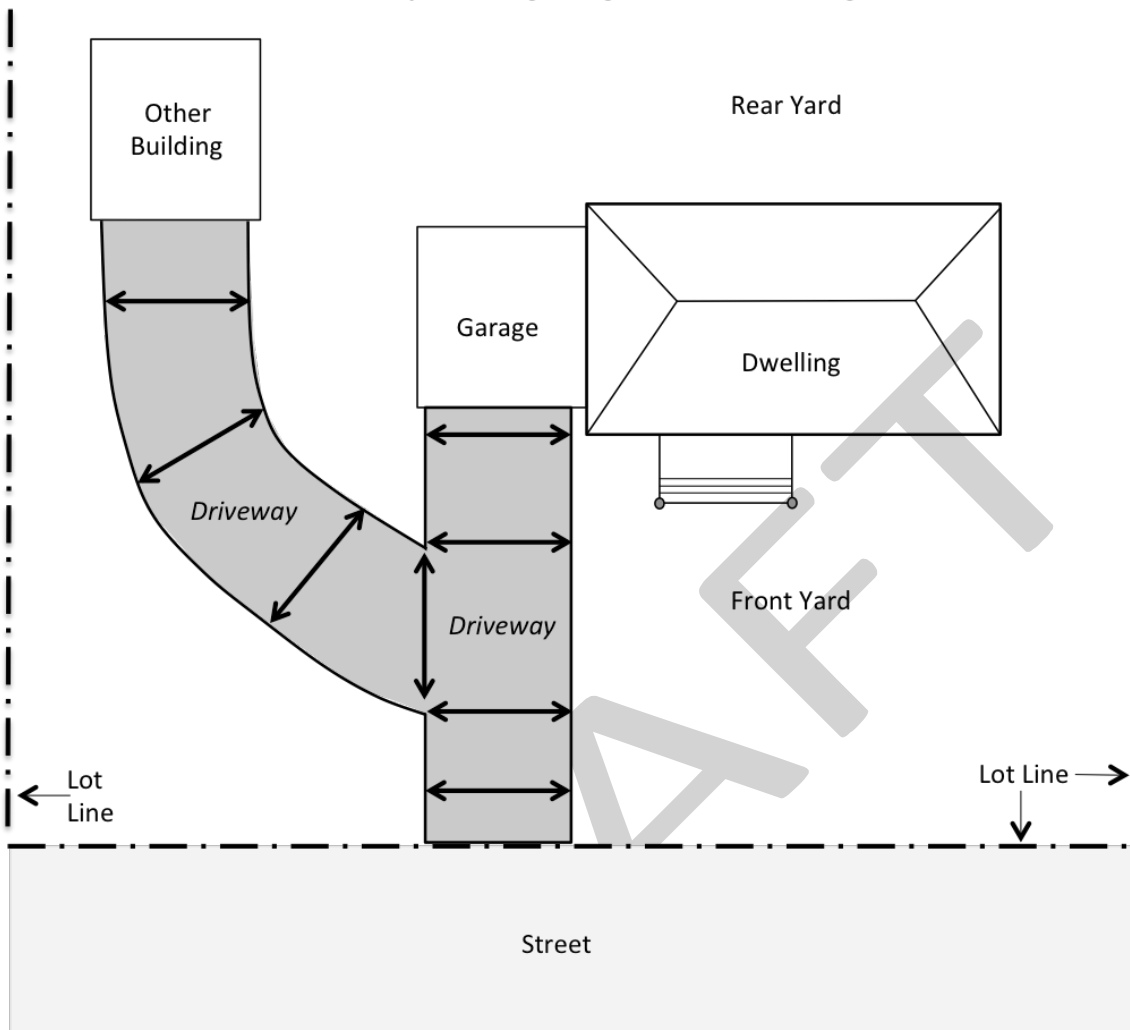 Other
Building
Rear Yard
Garage
Dwelling
Driveway
Front Yard
Driveway
Lot
Line
Lot Line
Street
AFT